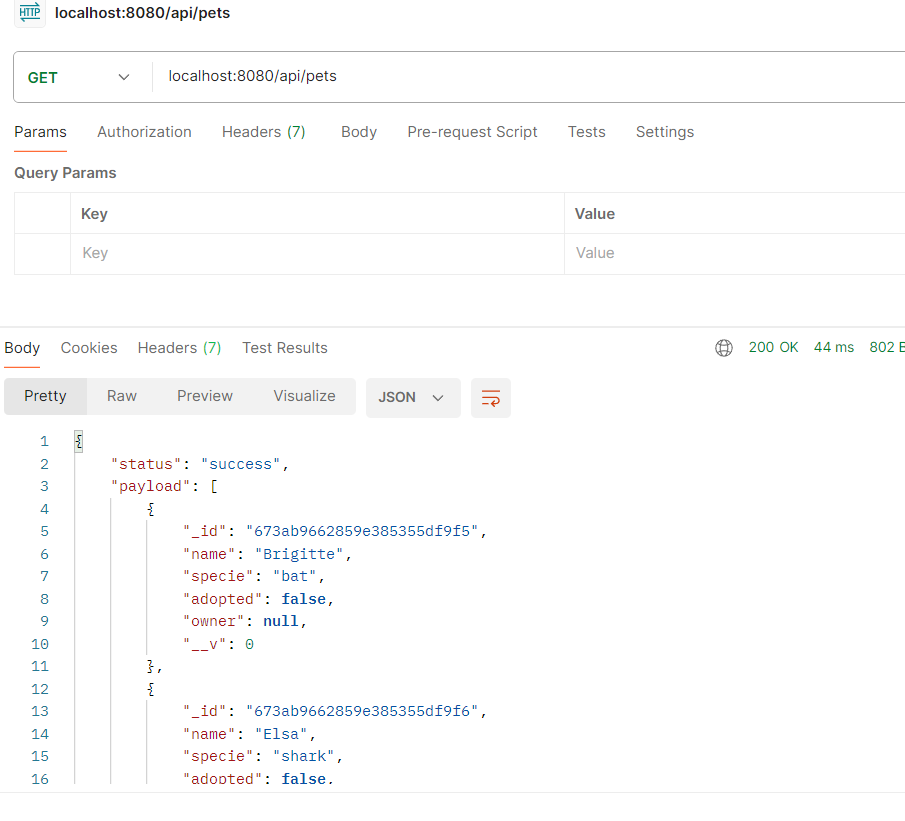 HTTP localhost:8080/api/pets
GET localhost:8080/api/pets
Params Authorization Headers (7) Body Pre-request Script Tests Settings
Query Params
Key Value
Key Value
Body Cookies Headers (7) Test Results 200 OK 44 ms 802 B
Pretty Raw Preview Visualize JSON
1 {
2 "status": "success",
3 "payload": [
4 {
5 "_id": "673ab9662859e385355df9f5",
6 "name": "Brigitte",
7 "specie": "bat",
8 "adopted": false,
9 "owner": null,
10 "__v": 0
11 },
12 {
13 "_id": "673ab9662859e385355df9f6",
14 "name": "Elsa",
15 "specie": "shark",
16 "adopted": false,